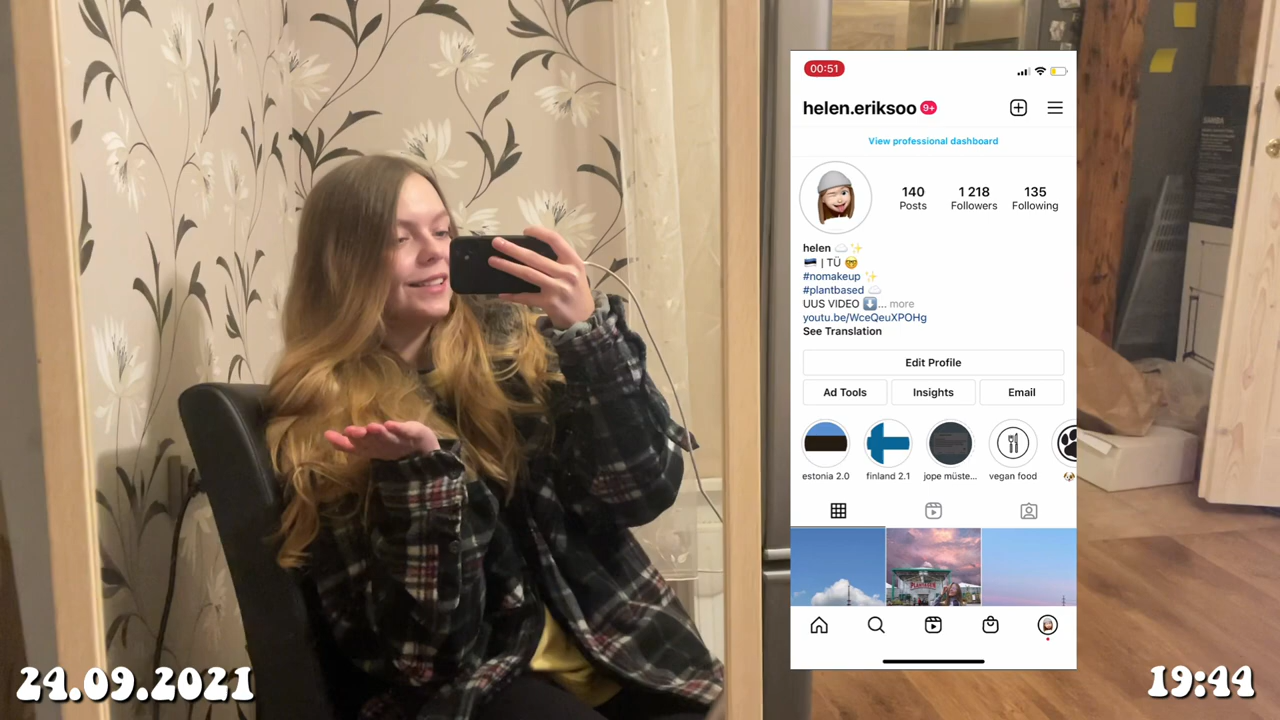 00:51
helen.eriksoo 9+
View professional dashboard
140 1 218 135
Posts Followers Following
helen
| TÜ
#nomakeup
#plantbased
UUS VIDEO ... more
youtu.be/WceQeuXPOHg
See Translation
Edit Profile
Ad Tools Insights Email
estonia 2.0 finland 2.1 jope müste... vegan food
24.09.2021
19:44